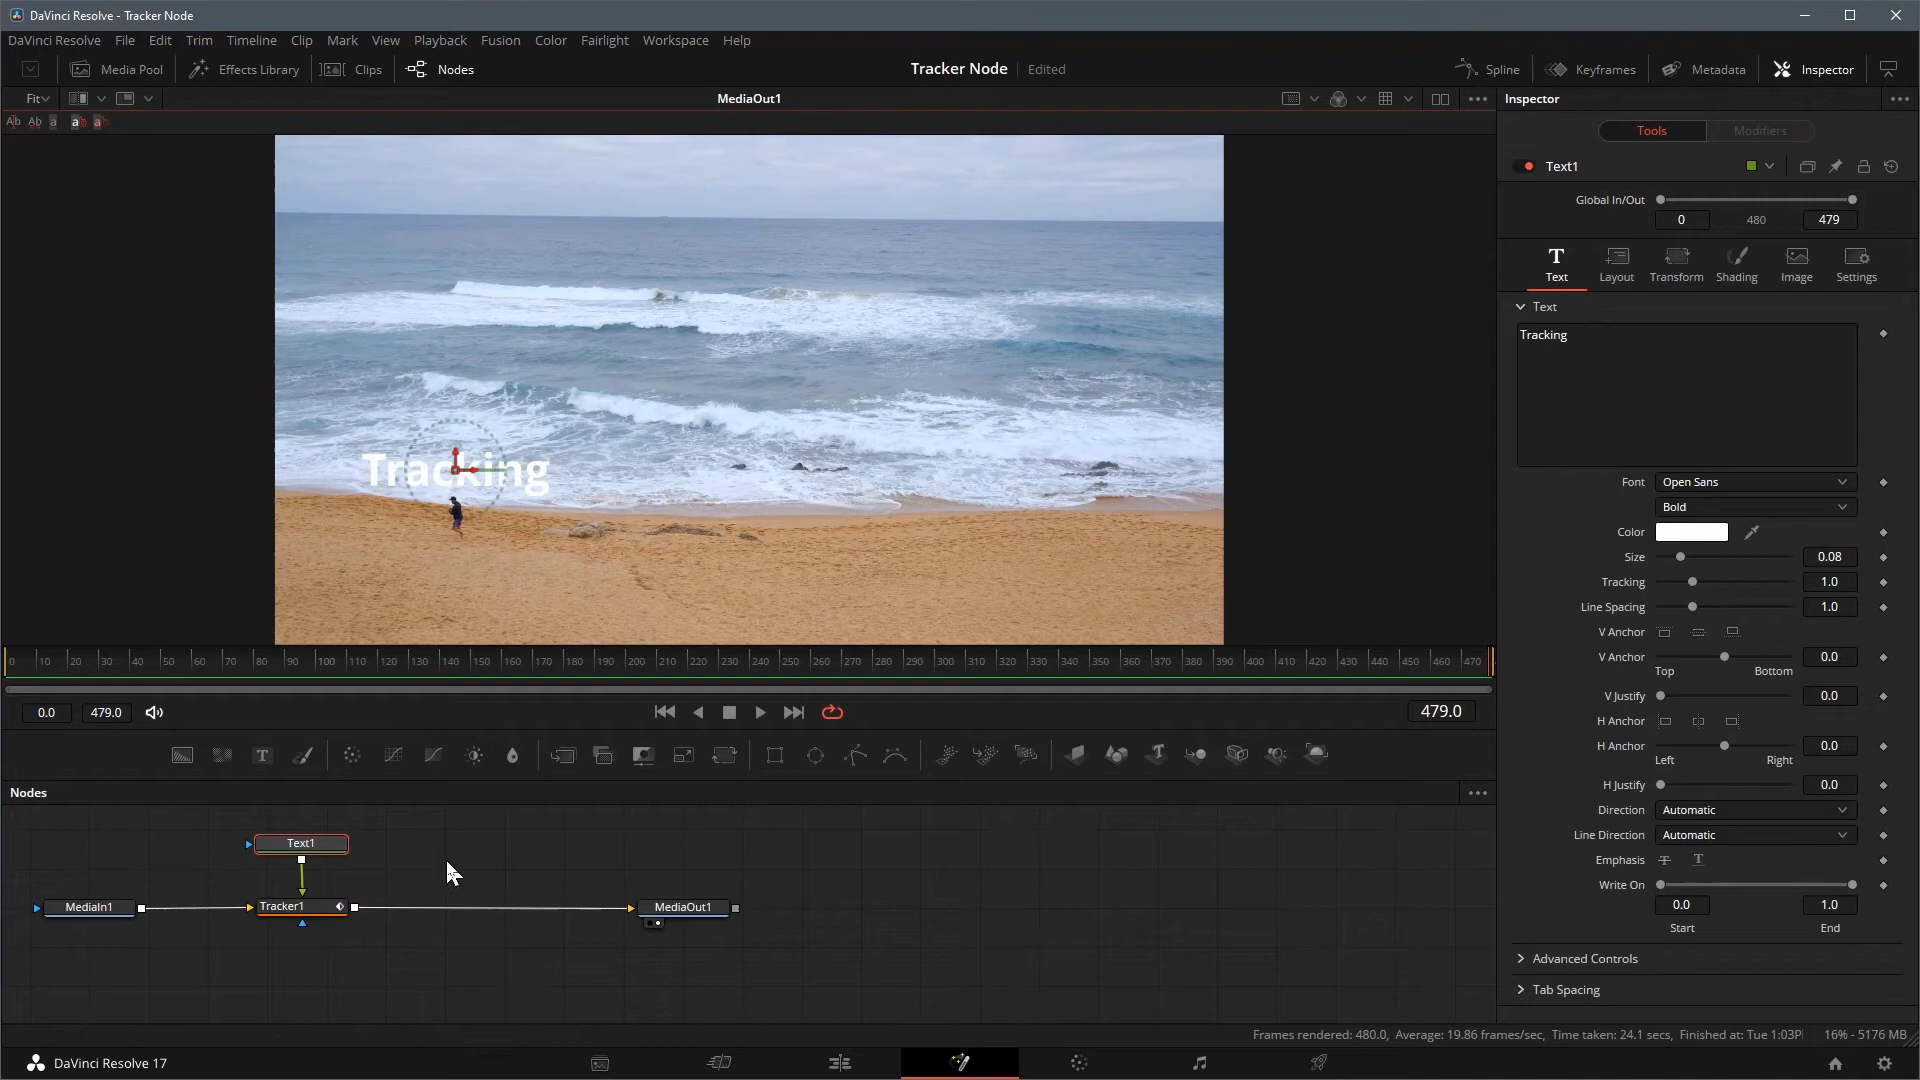 DaVinci Resolve - Tracker Node
DaVinci Resolve File Edit Trim Timeline Clip Mark View Playback Fusion Color Fairlight Workspace Help
Media Pool Effects Library Clips Nodes Tracker Node Edited Spline Keyframes Metadata Inspector
Fit MediaOut1 Inspector
Tools Modifiers
Text1
Global In/Out
0 480 479
Text Layout Transform Shading Image Settings
Text
Tracking
Tracking
Font Open Sans
Bold
Color
Size 0.08
Tracking 1.0
Line Spacing 1.0
V Anchor
V Anchor 0.0
Top Bottom
V Justify 0.0
H Anchor
H Anchor 0.0
Left Right
H Justify 0.0
Direction Automatic
Line Direction Automatic
Emphasis
Write On
0.0 1.0
Start End
Advanced Controls
Tab Spacing
0 10 20 30 40 50 60 70 80 90 100 110 120 130 140 150 160 170 180 190 200 210 220 230 240 250 260 270 280 290 300 310 320 330 340 350 360 370 380 390 400 410 420 430 440 450 460 470
0.0 479.0 479.0
Nodes
Text1
MediaIn1 Tracker1 MediaOut1
Frames rendered: 480.0, Average: 19.86 frames/sec, Time taken: 24.1 secs, Finished at: Tue 1:03P 16% - 5176 MB
DaVinci Resolve 17